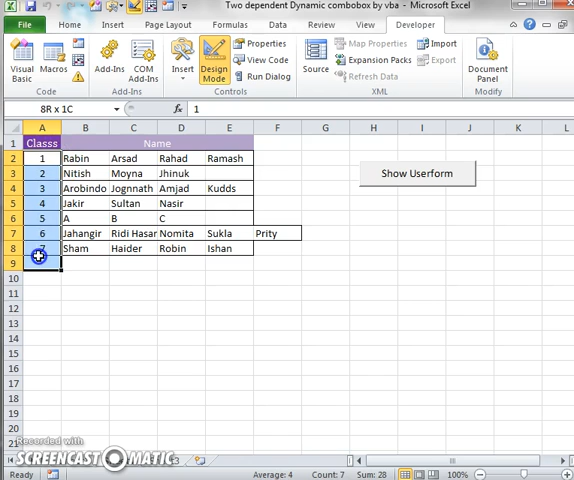 Two dependent Dynamic combobox by vba - Microsoft Excel
File Home Insert Page Layout Formulas Data Review View Developer
Visual Basic Macros Add-Ins COM Add-Ins Insert Design Mode Properties View Code Run Dialog Source Map Properties Expansion Packs Refresh Data Import Export Document Panel
Code Add-Ins Controls XML Modify
8R x 1C fx 1
A B C D E F G H I J K L
1 Classs Name
2 1 Rabin Arsad Rahad Ramash
3 2 Nitish Moyna Jhinuk
4 3 Arobindo Jognnath Amjad Kudds
5 4 Jakir Sultan Nasir
6 5 A B C
7 6 Jahangir Ridi Hasar Nomita Sukla Prity
8 7 Sham Haider Robin Ishan
Show Userform
9
10
11
12
13
14
15
16
17
18
19
20
21
Recorded with
SCREENCAST-O-MATIC
Ready Average: 4 Count: 7 Sum: 28 100%